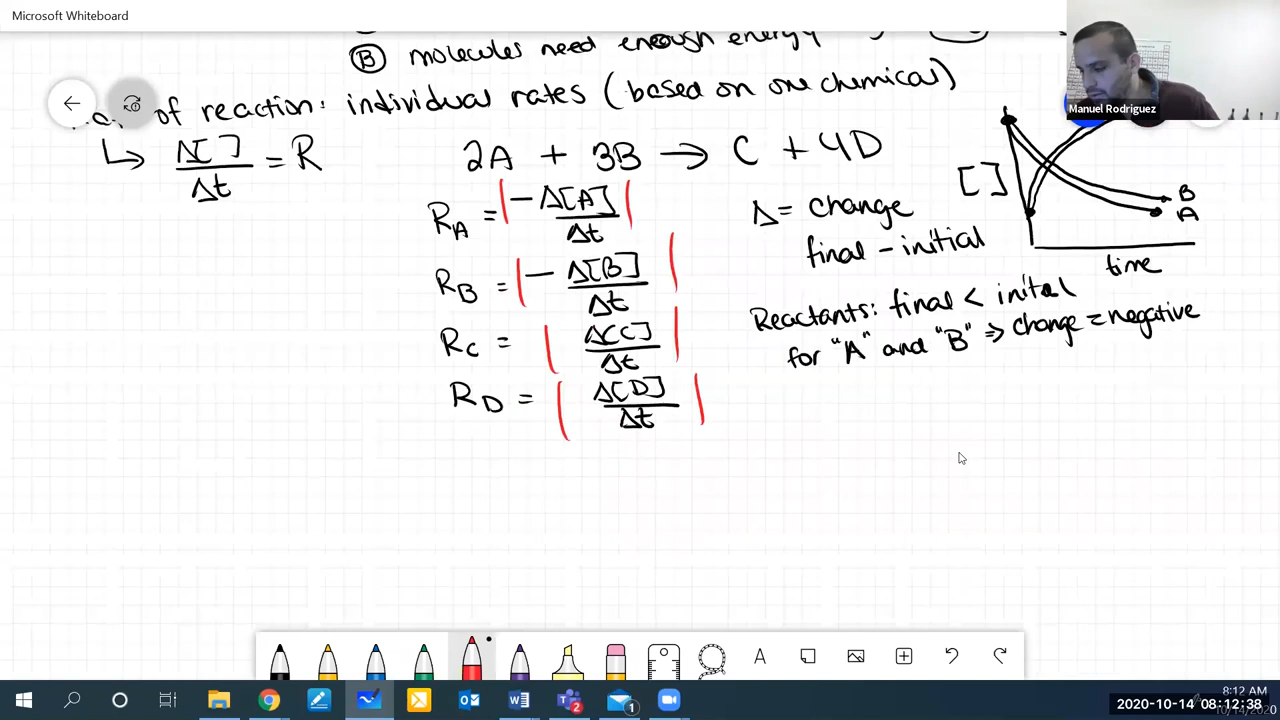 Microsoft Whiteboard
Ⓑ molecules need enough energy
of reaction: individual rates (based on one chemical)
Manuel Rodriguez
↳ Δ[ ]/Δt = R
2A + 3B → C + 4D
R_A = |−Δ[A]/Δt|
R_B = |−Δ[B]/Δt|
R_C = |Δ[C]/Δt|
R_D = |Δ[D]/Δt|
Δ = change
final − initial
[ ]
B
A
time
Reactants: final < initial
for "A" and "B" ⇒ change = negative
A
2
1
8:12 AM
2020-10-14 08:12:38